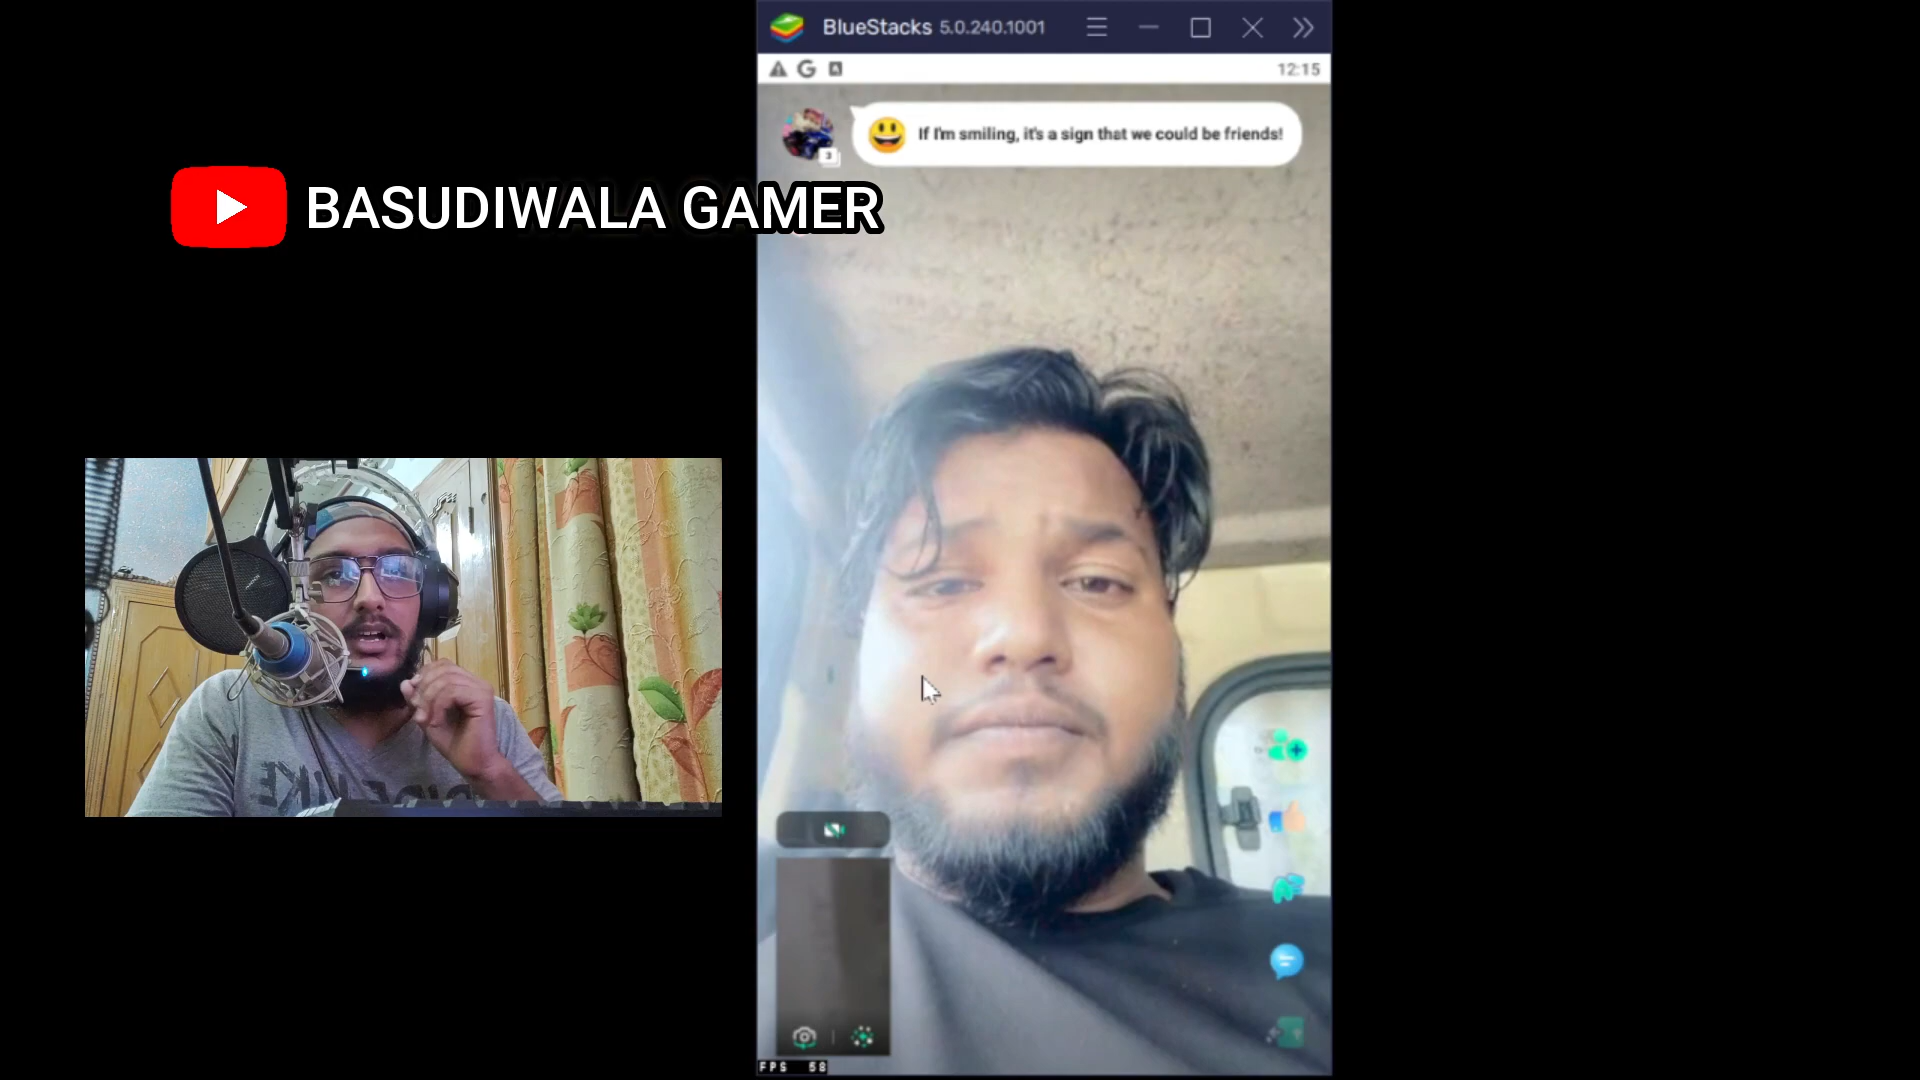 BlueStacks 5.0.240.1001
12:15
3
If I'm smiling, it's a sign that we could be friends!
BASUDIWALA GAMER
FPS 58